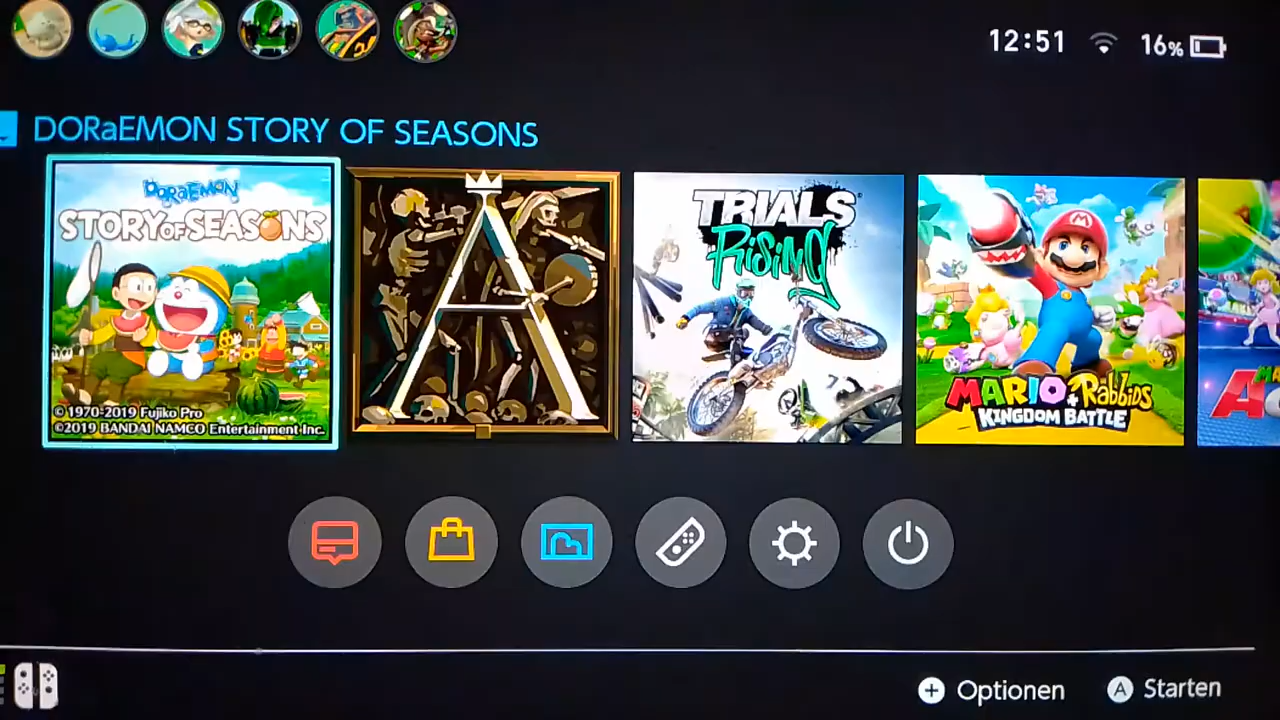 12:51
16%
DORaEMON STORY OF SEASONS
DORaEMON
STORY OF SEASONS
© 1970-2019 Fujiko Pro
©2019 BANDAI NAMCO Entertainment Inc.
A
TRIALS
RiSiNG
M
MARIO + Rabbids
KINGDOM BATTLE
+ Optionen
A Starten